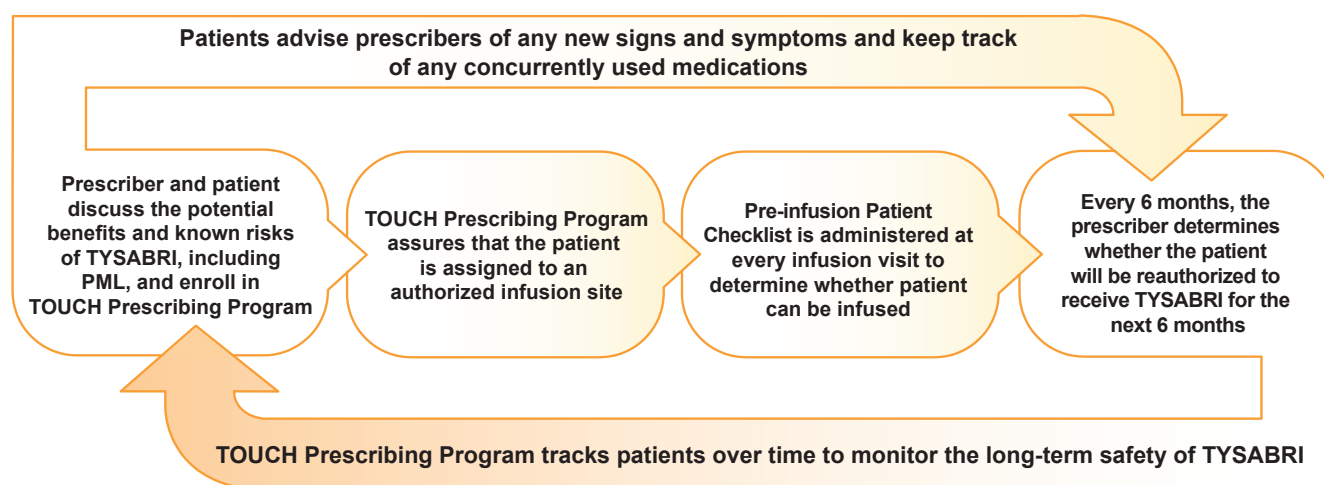 Patients advise prescribers of any new signs and symptoms and keep track
of any concurrently used medications
Prescriber and patient
discuss the potential
benefits and known risks
of TYSABRI, including
PML, and enroll in
TOUCH Prescribing Program
TOUCH Prescribing Program
assures that the patient
is assigned to an
authorized infusion site
Pre-infusion Patient
Checklist is administered at
every infusion visit to
determine whether patient
can be infused
Every 6 months, the
prescriber determines
whether the patient
will be reauthorized to
receive TYSABRI for the
next 6 months
TOUCH Prescribing Program tracks patients over time to monitor the long-term safety of TYSABRI